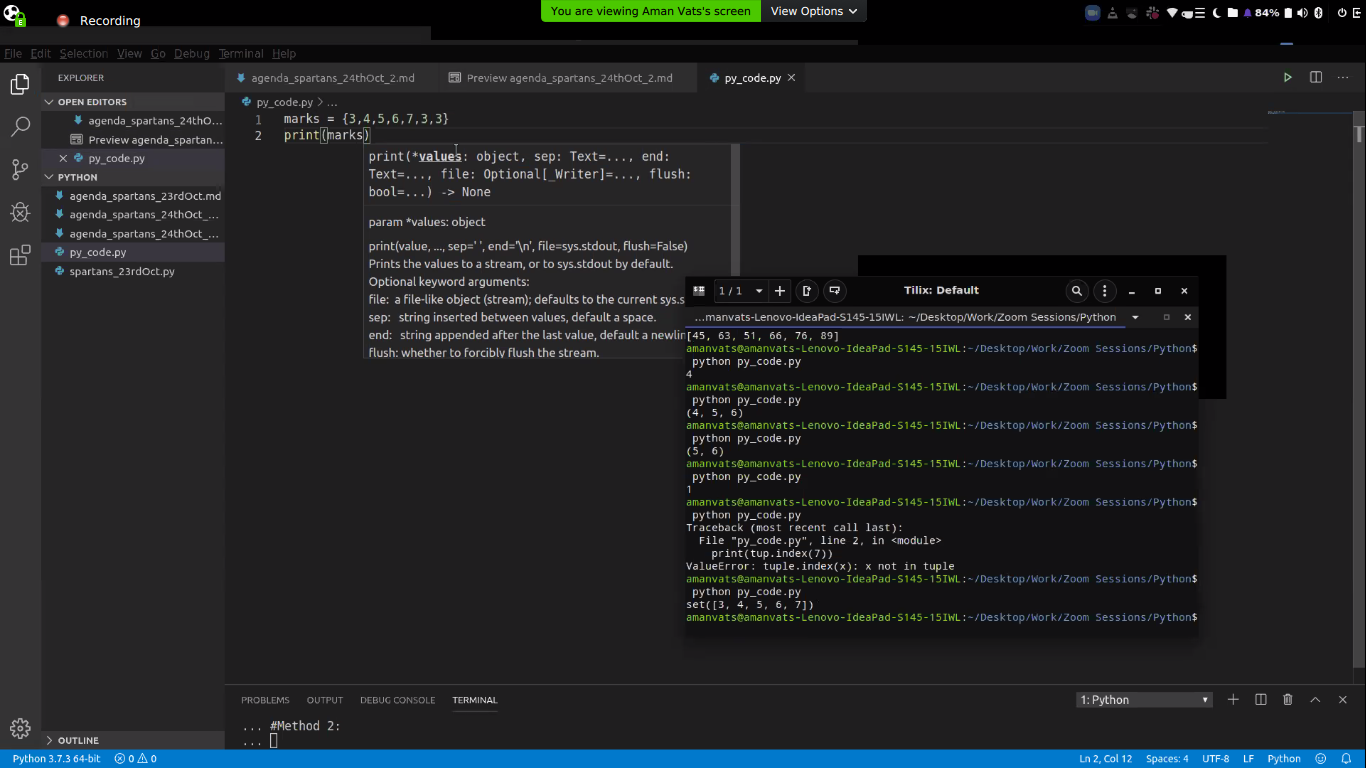 Recording
You are viewing Aman Vats's screen
View Options
84%
File Edit Selection View Go Debug Terminal Help
EXPLORER
OPEN EDITORS
agenda_spartans_24thO...
Preview agenda_spartan...
py_code.py
PYTHON
agenda_spartans_23rdOct.md
agenda_spartans_24thOct_...
agenda_spartans_24thOct_...
py_code.py
spartans_23rdOct.py
OUTLINE
agenda_spartans_24thOct_2.md
Preview agenda_spartans_24thOct_2.md
py_code.py
py_code.py > ...
1 marks = {3,4,5,6,7,3,3}
2 print(marks)
print(*values: object, sep: Text=..., end:
Text=..., file: Optional[_Writer]=..., flush:
bool=...) -> None
param *values: object
print(value, ..., sep=' ', end='\n', file=sys.stdout, flush=False)
Prints the values to a stream, or to sys.stdout by default.
Optional keyword arguments:
file: a file-like object (stream); defaults to the current sys.s
sep: string inserted between values, default a space.
end: string appended after the last value, default a newlin
flush: whether to forcibly flush the stream.
1 / 1
Tilix: Default
...manvats-Lenovo-IdeaPad-S145-15IWL: ~/Desktop/Work/Zoom Sessions/Python
[45, 63, 51, 66, 76, 89]
amanvats@amanvats-Lenovo-IdeaPad-S145-15IWL:~/Desktop/Work/Zoom Sessions/Python$
python py_code.py
4
amanvats@amanvats-Lenovo-IdeaPad-S145-15IWL:~/Desktop/Work/Zoom Sessions/Python$
python py_code.py
(4, 5, 6)
amanvats@amanvats-Lenovo-IdeaPad-S145-15IWL:~/Desktop/Work/Zoom Sessions/Python$
python py_code.py
(5, 6)
amanvats@amanvats-Lenovo-IdeaPad-S145-15IWL:~/Desktop/Work/Zoom Sessions/Python$
python py_code.py
1
amanvats@amanvats-Lenovo-IdeaPad-S145-15IWL:~/Desktop/Work/Zoom Sessions/Python$
python py_code.py
Traceback (most recent call last):
File "py_code.py", line 2, in <module>
print(tup.index(7))
ValueError: tuple.index(x): x not in tuple
amanvats@amanvats-Lenovo-IdeaPad-S145-15IWL:~/Desktop/Work/Zoom Sessions/Python$
python py_code.py
set([3, 4, 5, 6, 7])
amanvats@amanvats-Lenovo-IdeaPad-S145-15IWL:~/Desktop/Work/Zoom Sessions/Python$
PROBLEMS OUTPUT DEBUG CONSOLE TERMINAL
1: Python
... #Method 2:
...
Python 3.7.3 64-bit 0 0
Ln 2, Col 12 Spaces: 4 UTF-8 LF Python